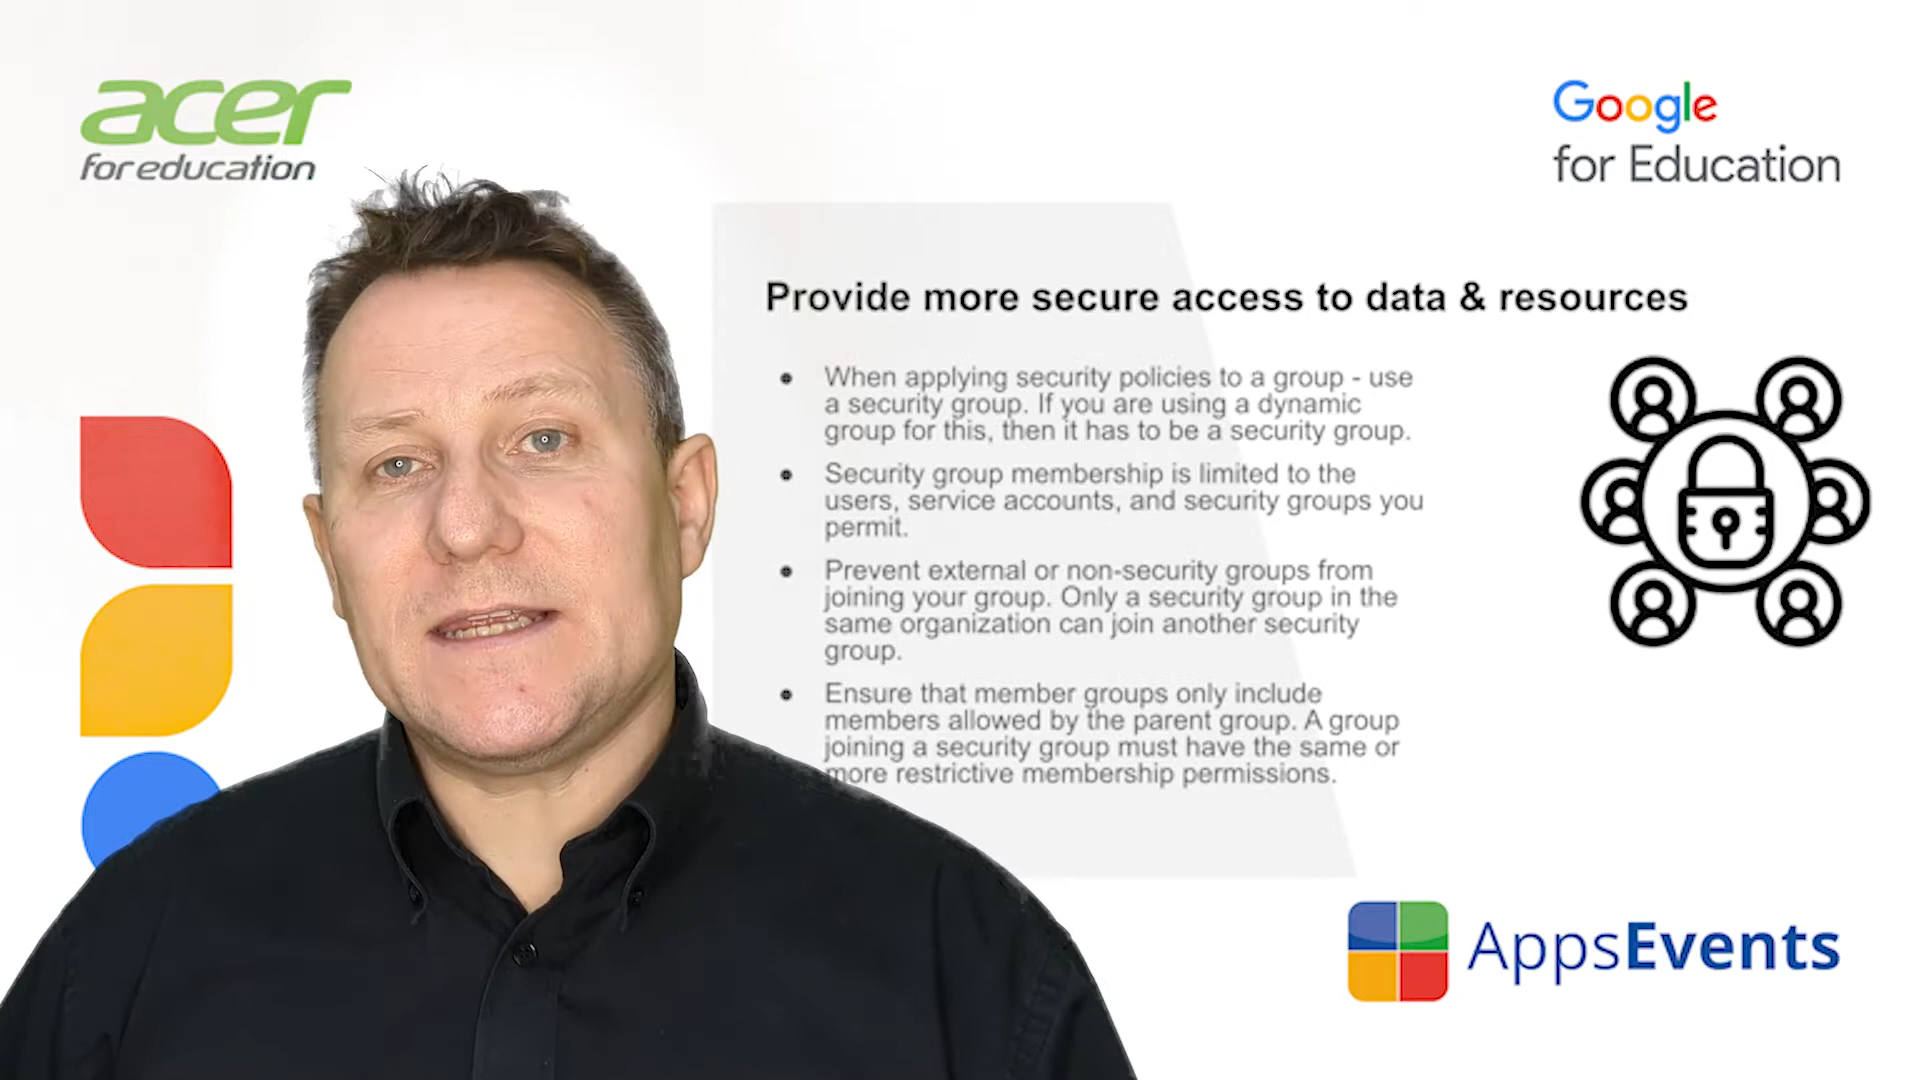 acer
for education
Google
for Education
Provide more secure access to data & resources
When applying security policies to a group - use
a security group. If you are using a dynamic
group for this, then it has to be a security group.
Security group membership is limited to the
users, service accounts, and security groups you
permit.
Prevent external or non-security groups from
joining your group. Only a security group in the
same organization can join another security
group.
Ensure that member groups only include
members allowed by the parent group. A group
joining a security group must have the same or
more restrictive membership permissions.
AppsEvents